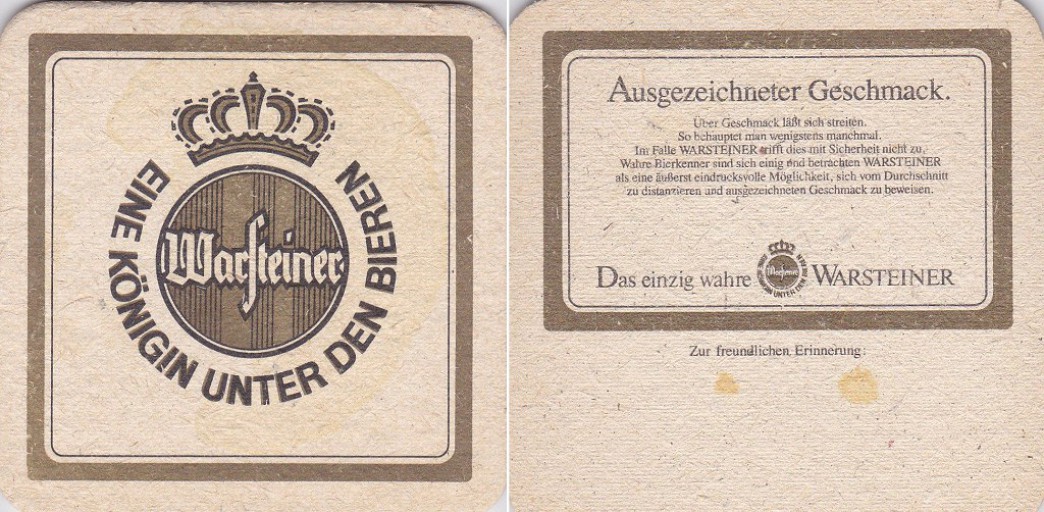 EINE KÖNIGIN UNTER DEN BIEREN
Warsteiner
Ausgezeichneter Geschmack.
Über Geschmack läßt sich streiten.
So behauptet man wenigstens manchmal.
Im Falle WARSTEINER trifft dies mit Sicherheit nicht zu.
Wahre Bierkenner sind sich einig und betrachten WARSTEINER
als eine äußerst eindrucksvolle Möglichkeit, sich vom Durchschnitt
zu distanzieren und ausgezeichneten Geschmack zu beweisen.
Das einzig wahre Warsteiner WARSTEINER
UNTER DEN
Zur freundlichen Erinnerung: